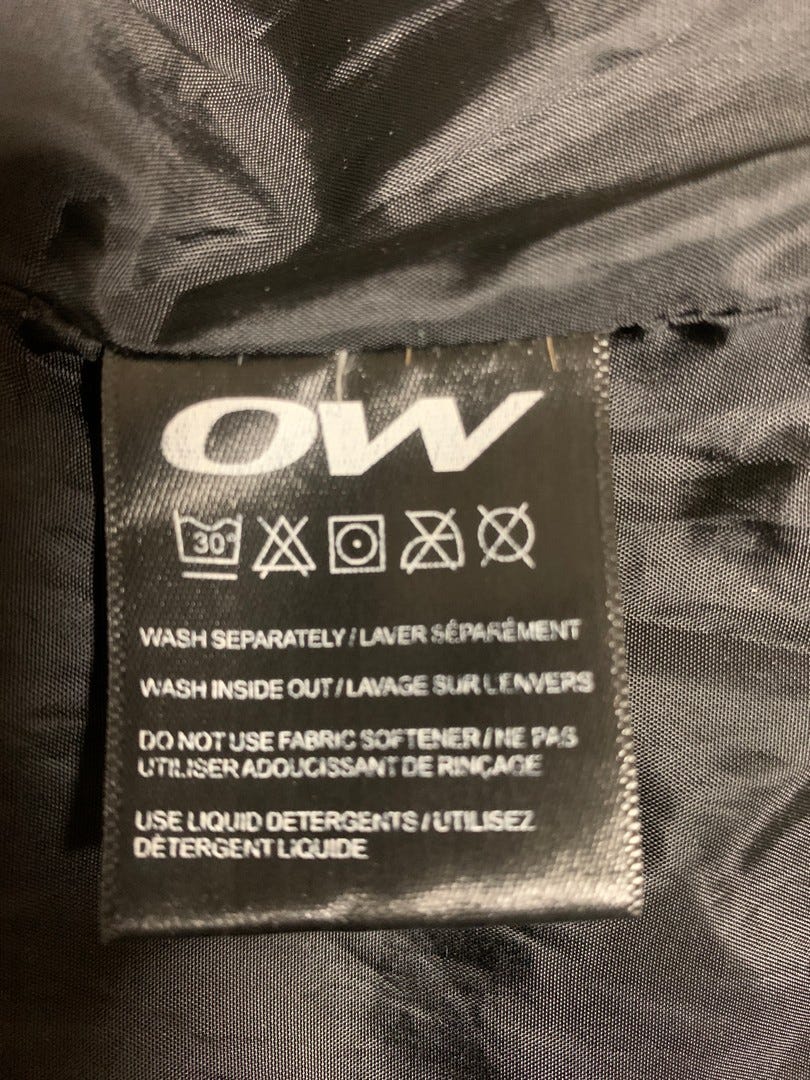 OW
30°
WASH SEPARATELY / LAVER SÉPARÉMENT
WASH INSIDE OUT / LAVAGE SUR L'ENVERS
DO NOT USE FABRIC SOFTENER / NE PAS
UTILISER ADOUCISSANT DE RINÇAGE
USE LIQUID DETERGENTS / UTILISEZ
DÉTERGENT LIQUIDE